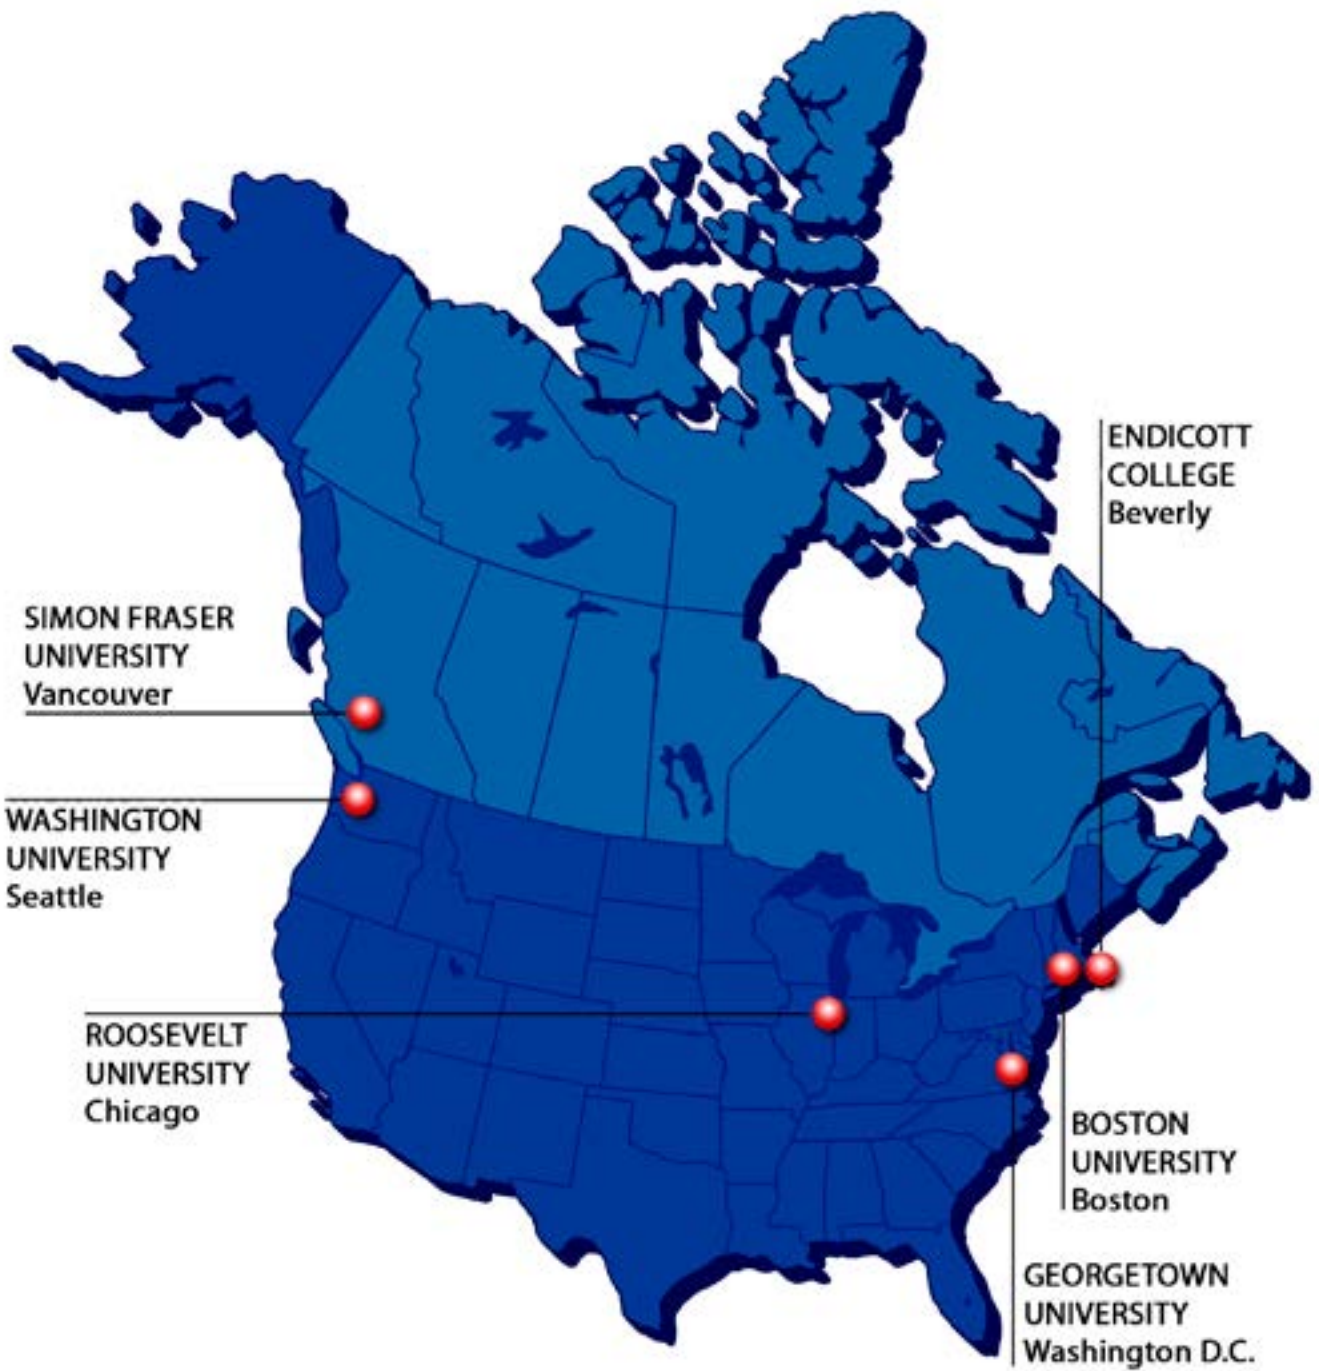 ENDICOTT
COLLEGE
Beverly
SIMON FRASER
UNIVERSITY
Vancouver
WASHINGTON
UNIVERSITY
Seattle
ROOSEVELT
UNIVERSITY
Chicago
BOSTON
UNIVERSITY
Boston
GEORGETOWN
UNIVERSITY
Washington D.C.